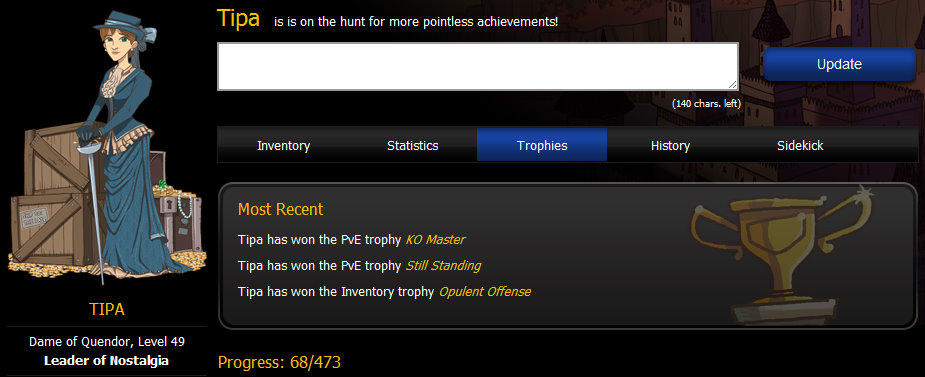 Tipa is is on the hunt for more pointless achievements!
Update
(140 chars. left)
Inventory Statistics Trophies History Sidekick
Most Recent
Tipa has won the PvE trophy KO Master
Tipa has won the PvE trophy Still Standing
Tipa has won the Inventory trophy Opulent Offense
TIPA
Dame of Quendor, Level 49
Leader of Nostalgia
Progress: 68/473